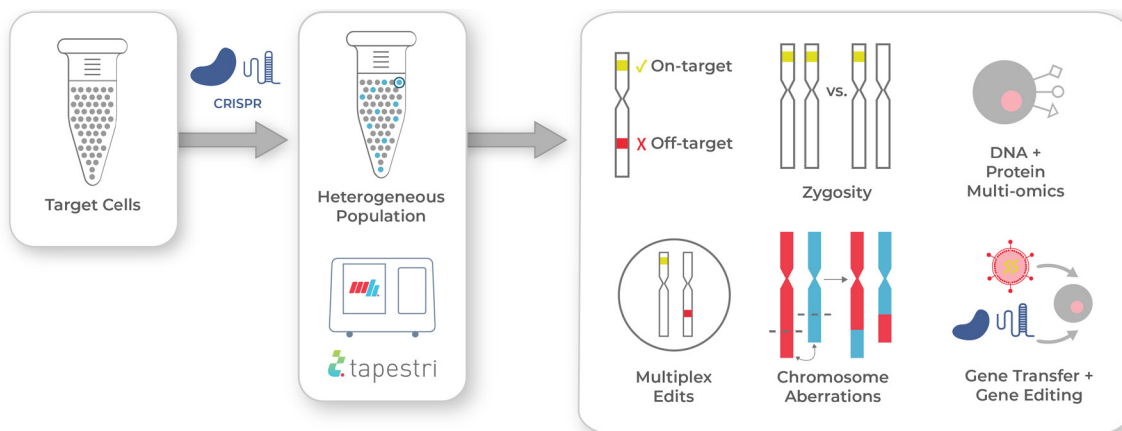 Target Cells
CRISPR
Heterogeneous
Population
tapestri
✓ On-target
X Off-target
vs.
Zygosity
DNA +
Protein
Multi-omics
Multiplex
Edits
Chromosome
Aberrations
Gene Transfer +
Gene Editing